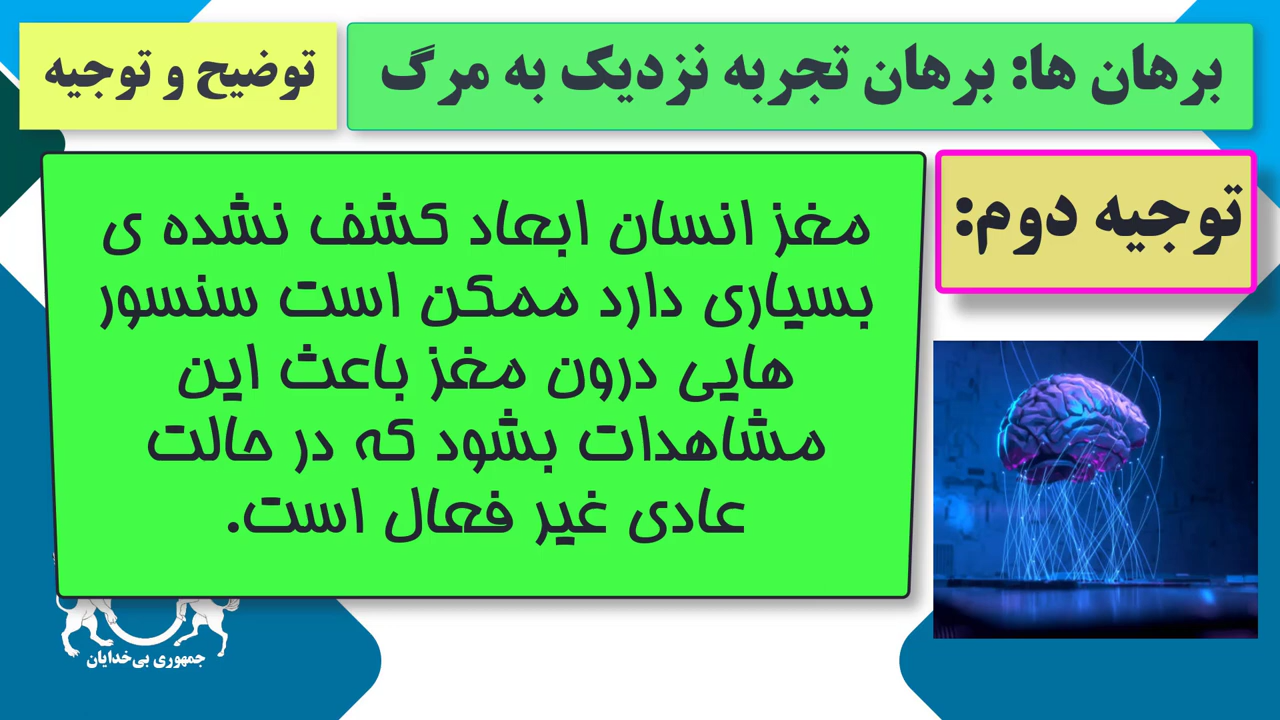 برهان ها: برهان تجربه نزدیک به مرگ
توضیح و توجیه
توجیه دوم:
مغز انسان ابعاد کشف نشده ی
بسیاری دارد ممکن است سنسور
هایی درون مغز باعث این
مشاهدات بشود که در حالت
عادی غیر فعال است.
جمهوری بی‌خدایان